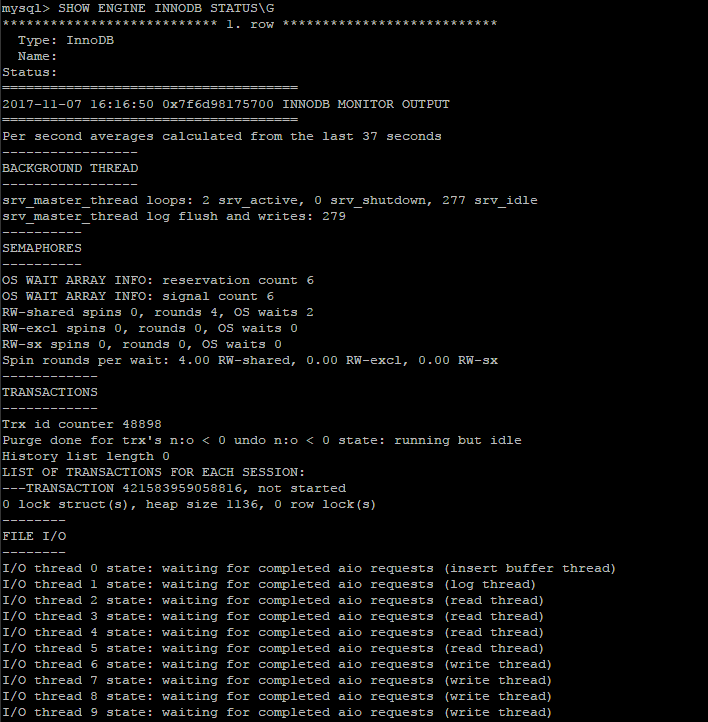 mysql> SHOW ENGINE INNODB STATUS\G
*************************** 1. row ***************************
  Type: InnoDB
  Name:
Status:
=====================================
2017-11-07 16:16:50 0x7f6d98175700 INNODB MONITOR OUTPUT
=====================================
Per second averages calculated from the last 37 seconds
-----------------
BACKGROUND THREAD
-----------------
srv_master_thread loops: 2 srv_active, 0 srv_shutdown, 277 srv_idle
srv_master_thread log flush and writes: 279
----------
SEMAPHORES
----------
OS WAIT ARRAY INFO: reservation count 6
OS WAIT ARRAY INFO: signal count 6
RW-shared spins 0, rounds 4, OS waits 2
RW-excl spins 0, rounds 0, OS waits 0
RW-sx spins 0, rounds 0, OS waits 0
Spin rounds per wait: 4.00 RW-shared, 0.00 RW-excl, 0.00 RW-sx
------------
TRANSACTIONS
------------
Trx id counter 48898
Purge done for trx's n:o < 0 undo n:o < 0 state: running but idle
History list length 0
LIST OF TRANSACTIONS FOR EACH SESSION:
---TRANSACTION 421583959058816, not started
0 lock struct(s), heap size 1136, 0 row lock(s)
--------
FILE I/O
--------
I/O thread 0 state: waiting for completed aio requests (insert buffer thread)
I/O thread 1 state: waiting for completed aio requests (log thread)
I/O thread 2 state: waiting for completed aio requests (read thread)
I/O thread 3 state: waiting for completed aio requests (read thread)
I/O thread 4 state: waiting for completed aio requests (read thread)
I/O thread 5 state: waiting for completed aio requests (read thread)
I/O thread 6 state: waiting for completed aio requests (write thread)
I/O thread 7 state: waiting for completed aio requests (write thread)
I/O thread 8 state: waiting for completed aio requests (write thread)
I/O thread 9 state: waiting for completed aio requests (write thread)